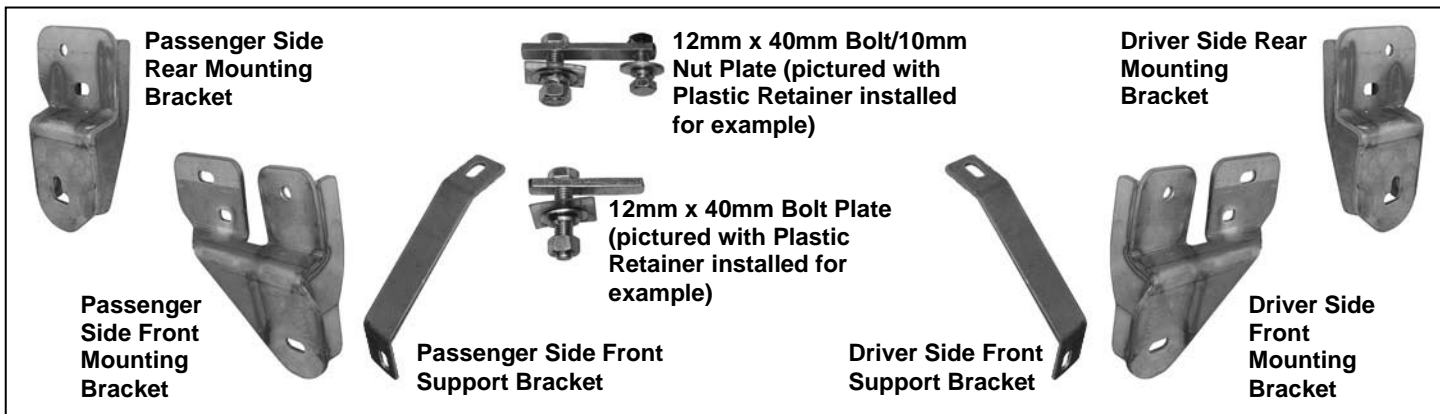 Passenger Side
Rear Mounting
Bracket
12mm x 40mm Bolt/10mm
Nut Plate (pictured with
Plastic Retainer installed
for example)
Driver Side Rear
Mounting
Bracket
12mm x 40mm Bolt Plate
(pictured with Plastic
Retainer installed for
example)
Passenger
Side Front
Mounting
Bracket
Passenger Side Front
Support Bracket
Driver Side Front
Support Bracket
Driver Side
Front
Mounting
Bracket